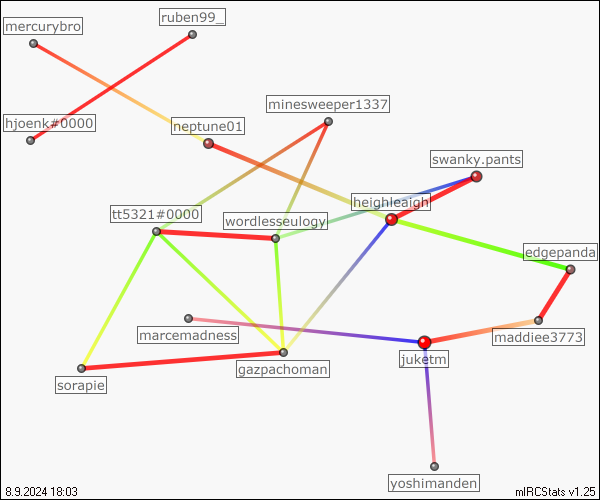 ruben99_
mercurybro
minesweeper1337
hjoenk#0000
neptune01
swanky.pants
heighleaigh
tt5321#0000
wordlesseulogy
edgepanda
marcemadness
maddiee3773
juketm
gazpachoman
sorapie
yoshimanden
8.9.2024 18:03
mIRCStats v1.25